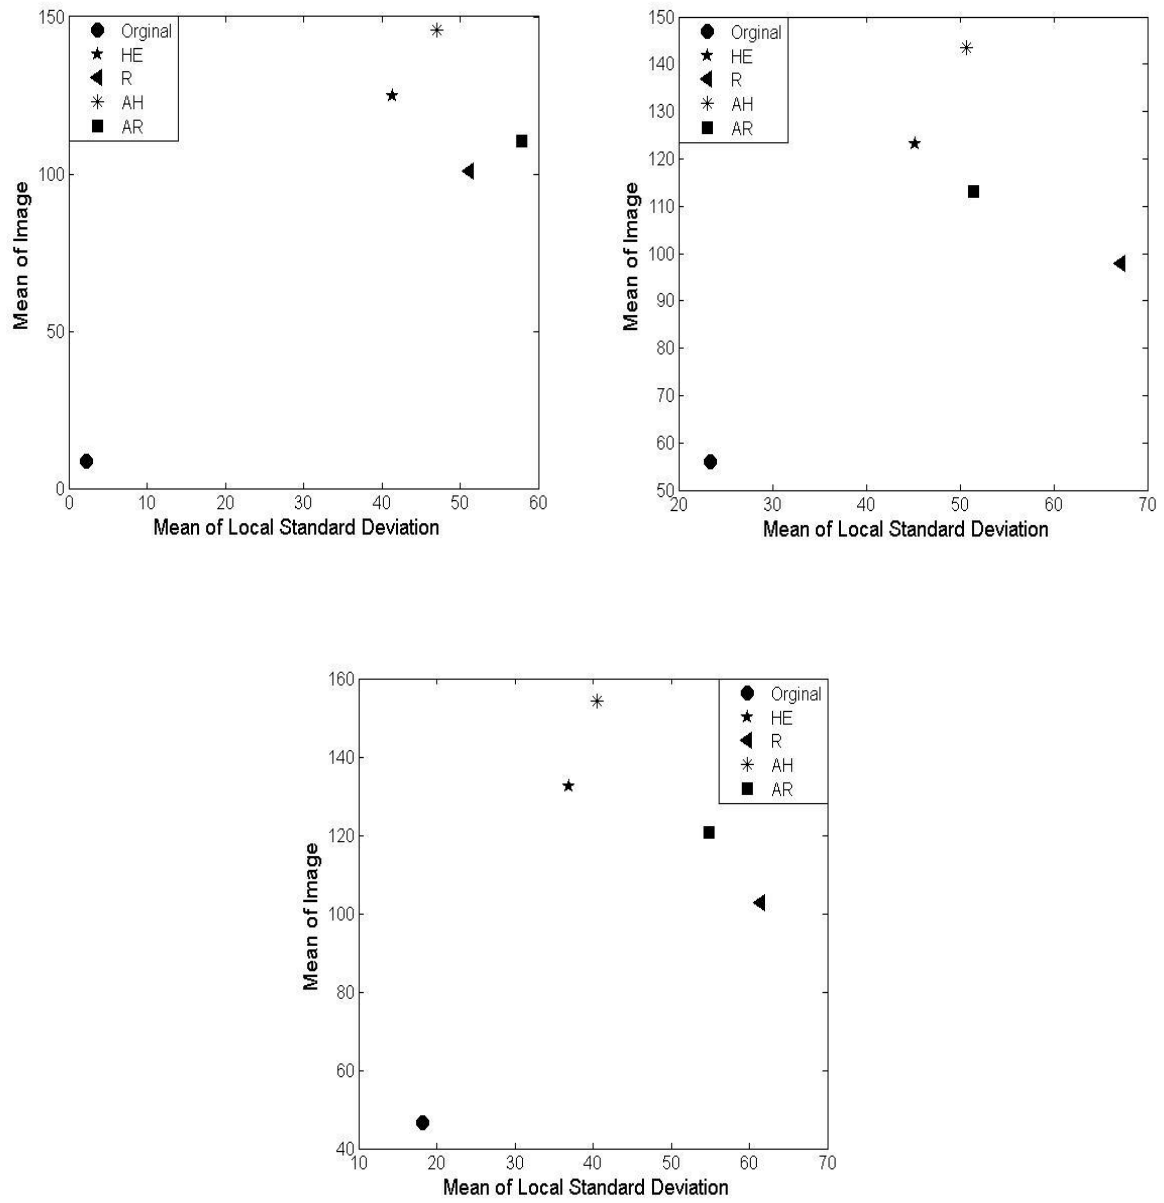 150
100
50
0
Mean of Image
Orginal
HE
R
AH
AR
0 10 20 30 40 50 60
Mean of Local Standard Deviation
150
140
130
120
110
100
90
80
70
60
50
Mean of Image
Orginal
HE
R
AH
AR
20 30 40 50 60 70
Mean of Local Standard Deviation
160
140
120
100
80
60
40
Mean of Image
Orginal
HE
R
AH
AR
10 20 30 40 50 60 70
Mean of Local Standard Deviation